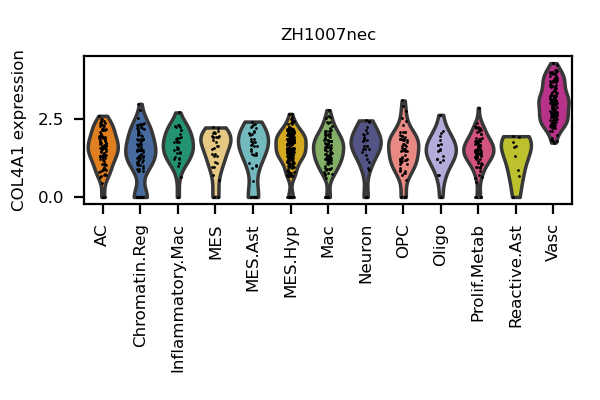 ZH1007nec
COL4A1 expression
2.5
0.0
AC
Chromatin.Reg
Inflammatory.Mac
MES
MES.Ast
MES.Hyp
Mac
Neuron
OPC
Oligo
Prolif.Metab
Reactive.Ast
Vasc